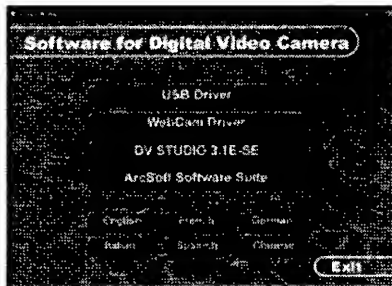 Software for Digital Video Camera
USB Driver
WebCam Driver
DV STUDIO 3.1E-SE
ArcSoft Software Suite
English French German
Italian Spanish Chinese
Exit